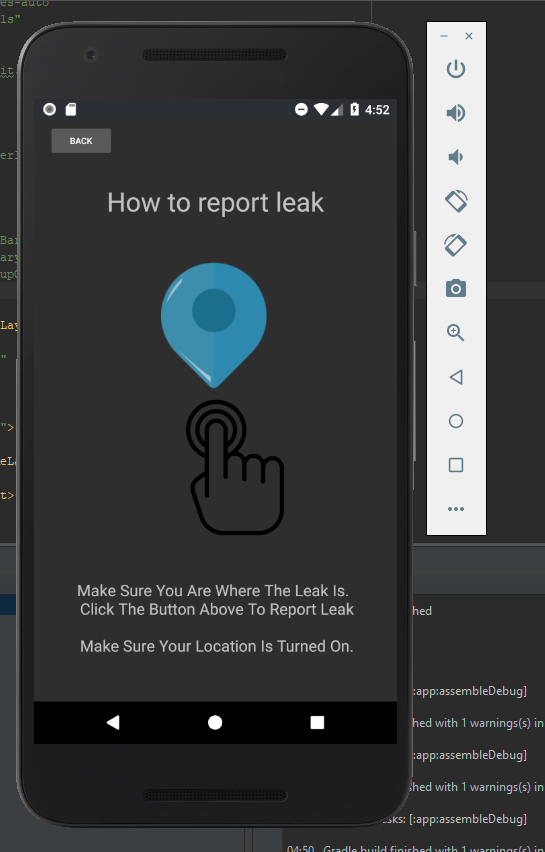 es-auto
ls"
it
erl
Bar
ary
upC
Lay
"
">
eLa
t>
4:52
BACK
How to report leak
Make Sure You Are Where The Leak Is.
Click The Button Above To Report Leak
Make Sure Your Location Is Turned On.
hed
:app:assembleDebug]
hed with 1 warnings(s) in
:app:assembleDebug]
hed with 1 warnings(s) in
sks: [:app:assembleDebug]
04:50 Gradle build finished with 1 warnings(s) in